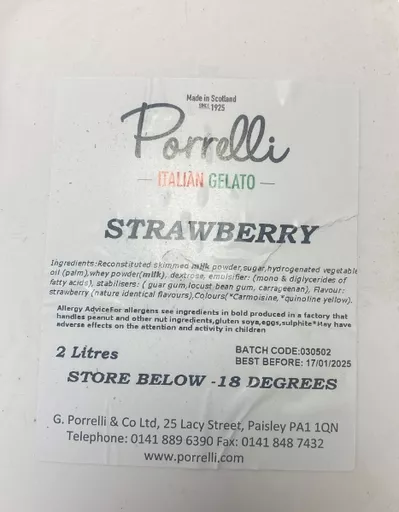 Made in Scotland
SINCE 1925
Porrelli
ITALIAN GELATO
STRAWBERRY
Ingredients:Reconstituted skimmed milk powder,sugar,hydrogenated vegetable
oil (palm),whey powder(milk), dextrose, emulsifier: (mono & diglycerides of
fatty acids), stabilisers: ( guar gum,locust bean gum, carrageenan). Flavour:
strawberry (nature identical flavours).Colours(*Carmoisine, *quinoline yellow).
Allergy AdviceFor allergens see ingredients in bold produced in a factory that
handles peanut and other nut ingredients,gluten soya,eggs,sulphite*May have
adverse effects on the attention and activity in children
2 Litres
BATCH CODE:030502
BEST BEFORE: 17/01/2025
STORE BELOW -18 DEGREES
G. Porrelli & Co Ltd, 25 Lacy Street, Paisley PA1 1QN
Telephone: 0141 889 6390 Fax: 0141 848 7432
www.porrelli.com